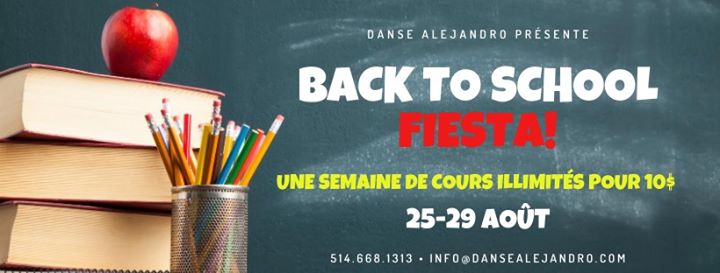 DANSE ALEJANDRO PRÉSENTE
BACK TO SCHOOL
FIESTA!
UNE SEMAINE DE COURS ILLIMITÉS POUR 10$
25-29 AOÛT
514.668.1313 • INFO@DANSEALEJANDRO.COM